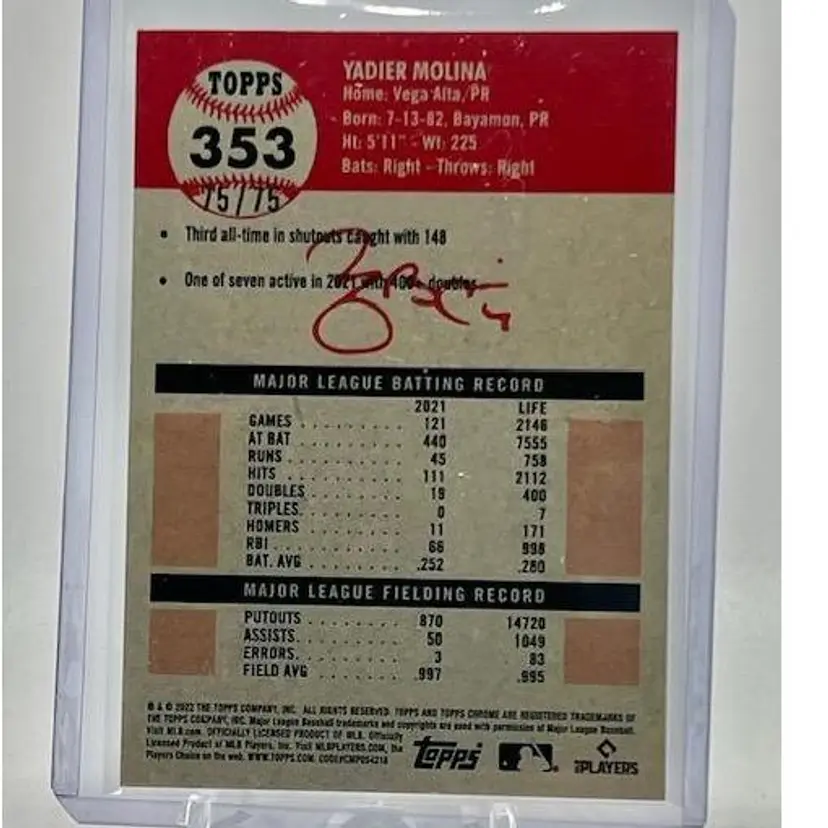 TOPPS
353
75/75
YADIER MOLINA
Home: Vega Alta, PR
Born: 7-13-82, Bayamon, PR
Ht: 5'11" - Wt: 225
Bats: Right - Throws: Right
• Third all-time in shutouts caught with 148
• One of seven active in 2021 with 400+ doubles
MAJOR LEAGUE BATTING RECORD
2021 LIFE
GAMES . . . . . . . . . 121 2146
AT BAT . . . . . . . . . 440 7555
RUNS . . . . . . . . . . 45 758
HITS . . . . . . . . . . 111 2112
DOUBLES . . . . . . . . 19 400
TRIPLES. . . . . . . . . 0 7
HOMERS . . . . . . . . 11 171
RBI . . . . . . . . . . . 66 998
BAT. AVG . . . . . . . . .252 .280
MAJOR LEAGUE FIELDING RECORD
PUTOUTS . . . . . . . . 870 14720
ASSISTS. . . . . . . . . 50 1049
ERRORS. . . . . . . . . 3 83
FIELD AVG . . . . . . . .997 .995
® & © 2022 THE TOPPS COMPANY, INC. ALL RIGHTS RESERVED. TOPPS AND TOPPS CHROME ARE REGISTERED TRADEMARKS OF
THE TOPPS COMPANY, INC. Major League Baseball trademarks and copyrights are used with permission of Major League Baseball.
Visit MLB.com. OFFICIALLY LICENSED PRODUCT OF MLB. Officially
Licensed Product of MLB Players, Inc. Visit MLBPLAYERS.COM, the
Players Choice on the web. WWW.TOPPS.COM. CODE#CMP054218
topps
MLB PLAYERS